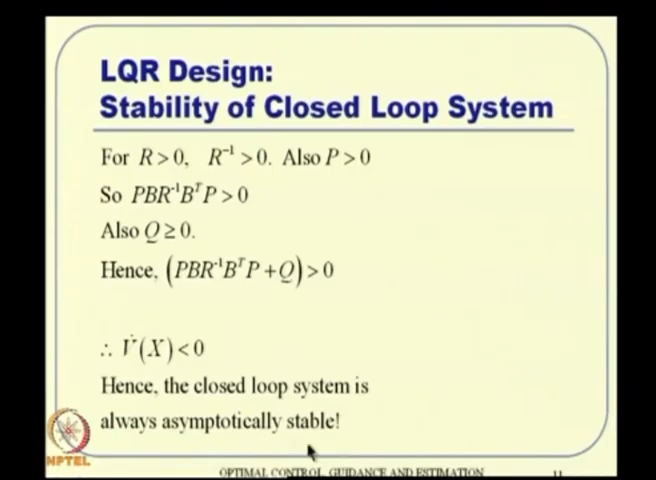 LQR Design:
Stability of Closed Loop System
For R > 0, R⁻¹ > 0. Also P > 0
So PBR⁻¹BᵀP > 0
Also Q ≥ 0.
Hence, (PBR⁻¹BᵀP + Q) > 0
∴ V̇(X) < 0
Hence, the closed loop system is
always asymptotically stable!
NPTEL
OPTIMAL CONTROL, GUIDANCE AND ESTIMATION
11